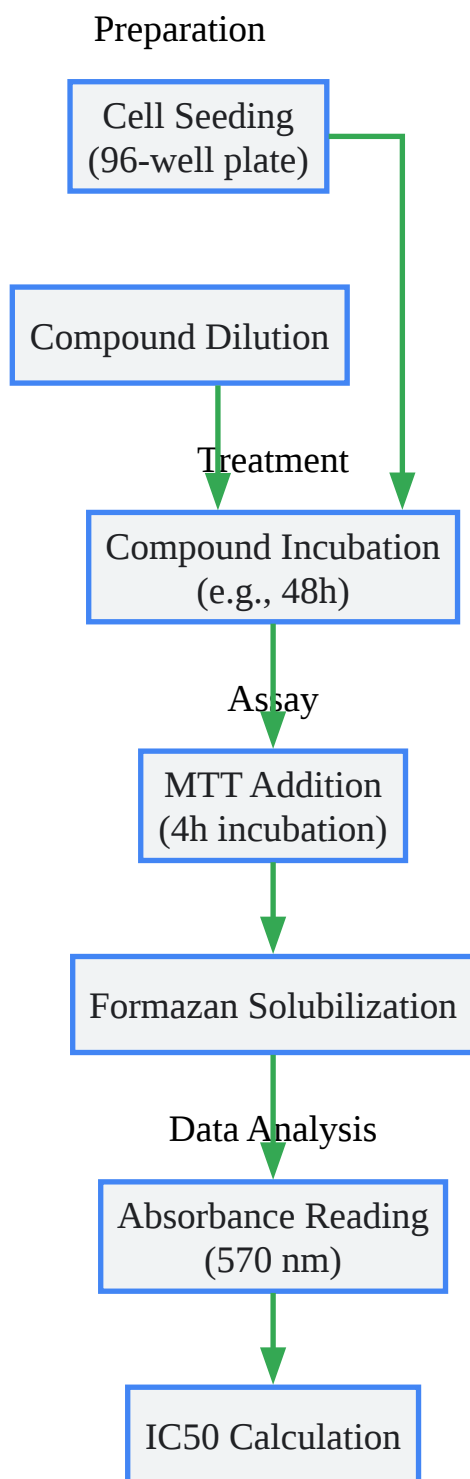 Preparation
Cell Seeding
(96-well plate)
Compound Dilution
Treatment
Compound Incubation
(e.g., 48h)
Assay
MTT Addition
(4h incubation)
Formazan Solubilization
Data Analysis
Absorbance Reading
(570 nm)
IC50 Calculation